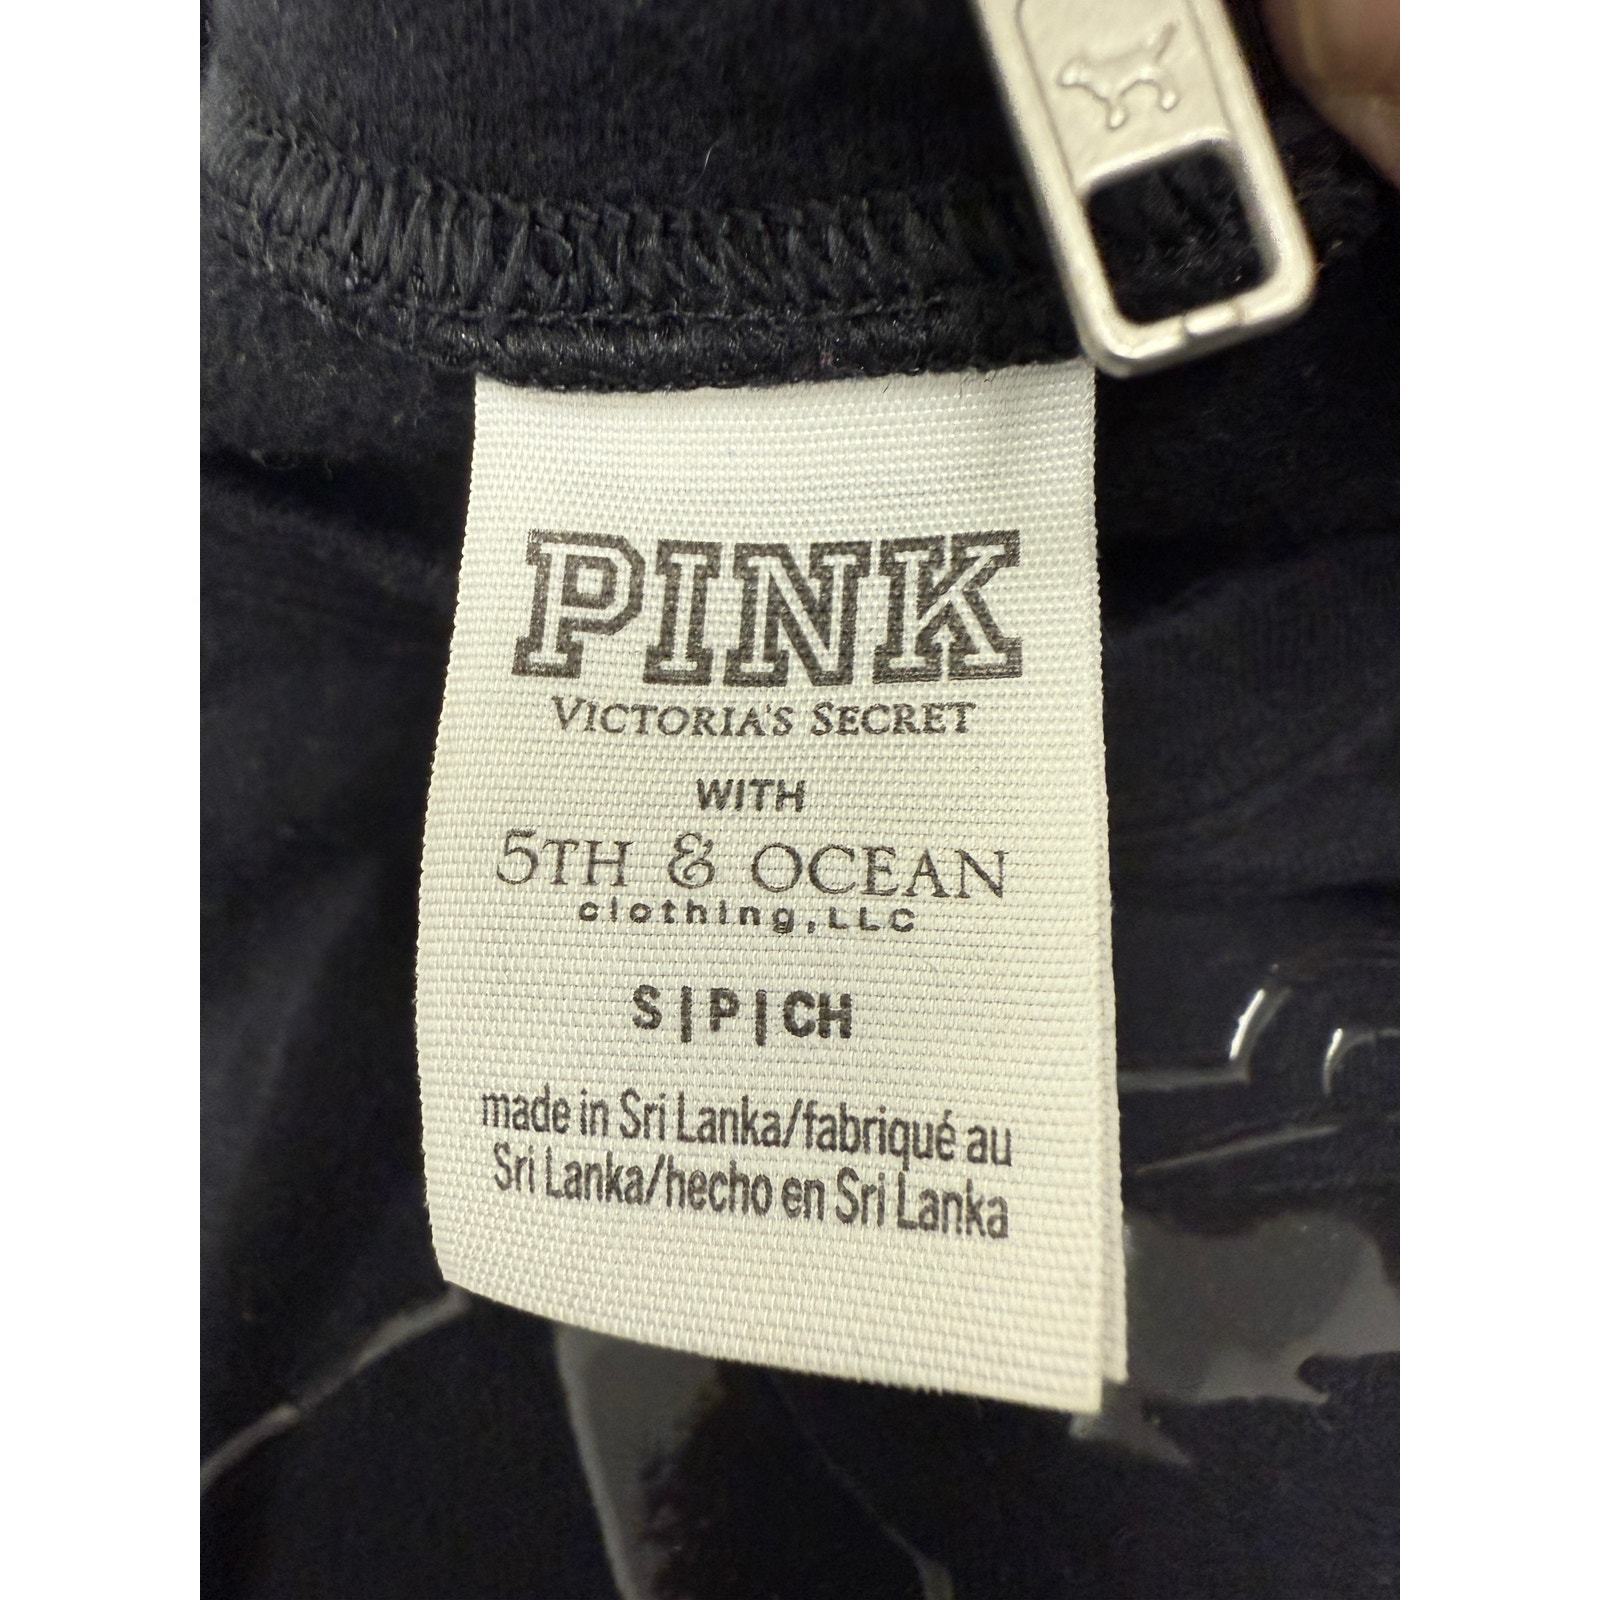 PINK
VICTORIA'S SECRET
WITH
5TH & OCEAN
clothing, LLC
S|P|CH
made in Sri Lanka/fabriqué au
Sri Lanka/hecho en Sri Lanka